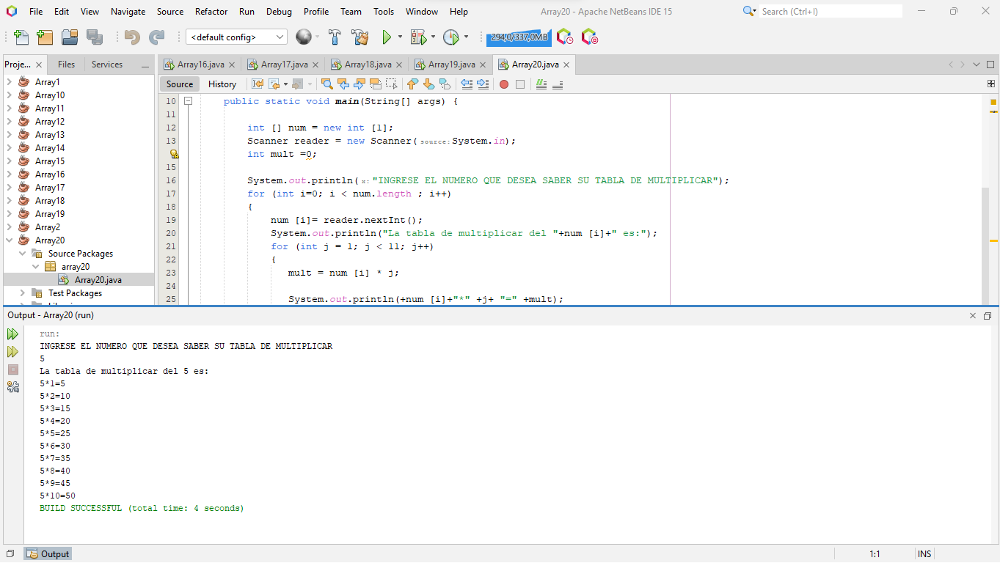 File Edit View Navigate Source Refactor Run Debug Profile Team Tools Window Help Array20 - Apache NetBeans IDE 15 Search (Ctrl+I)
<default config> 294,0/337,0MB
Proje... Files Services
Array16.java Array17.java Array18.java Array19.java Array20.java
Source History
Array1
Array10
Array11
Array12
Array13
Array14
Array15
Array16
Array17
Array18
Array19
Array2
Array20
Source Packages
array20
Array20.java
Test Packages
10 public static void main(String[] args) {
11
12 int [] num = new int [1];
13 Scanner reader = new Scanner( source: System.in);
int mult =0;
15
16 System.out.println( x: "INGRESE EL NUMERO QUE DESEA SABER SU TABLA DE MULTIPLICAR");
17 for (int i=0; i < num.length ; i++)
18 {
19 num [i]= reader.nextInt();
20 System.out.println("La tabla de multiplicar del "+num [i]+" es:");
21 for (int j = 1; j < 11; j++)
22 {
23 mult = num [i] * j;
24
25 System.out.println(+num [i]+"*" +j+ "=" +mult);
Output - Array20 (run)
run:
INGRESE EL NUMERO QUE DESEA SABER SU TABLA DE MULTIPLICAR
5
La tabla de multiplicar del 5 es:
5*1=5
5*2=10
5*3=15
5*4=20
5*5=25
5*6=30
5*7=35
5*8=40
5*9=45
5*10=50
BUILD SUCCESSFUL (total time: 4 seconds)
Output 1:1 INS